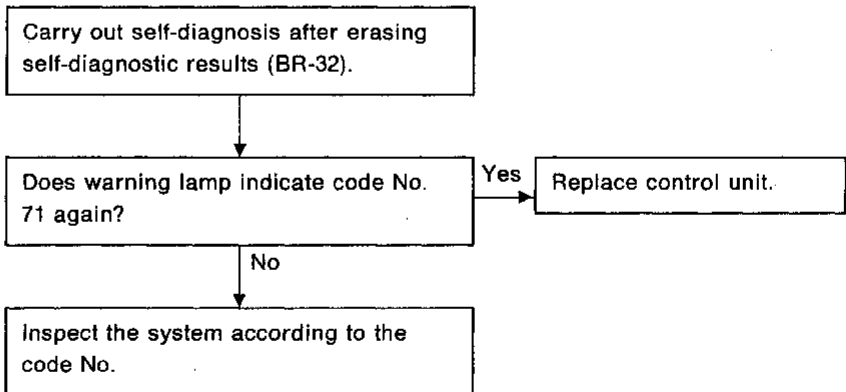 Carry out self-diagnosis after erasing
self-diagnostic results (BR-32).
Does warning lamp indicate code No.
71 again?
Yes
Replace control unit.
No
Inspect the system according to the
code No.